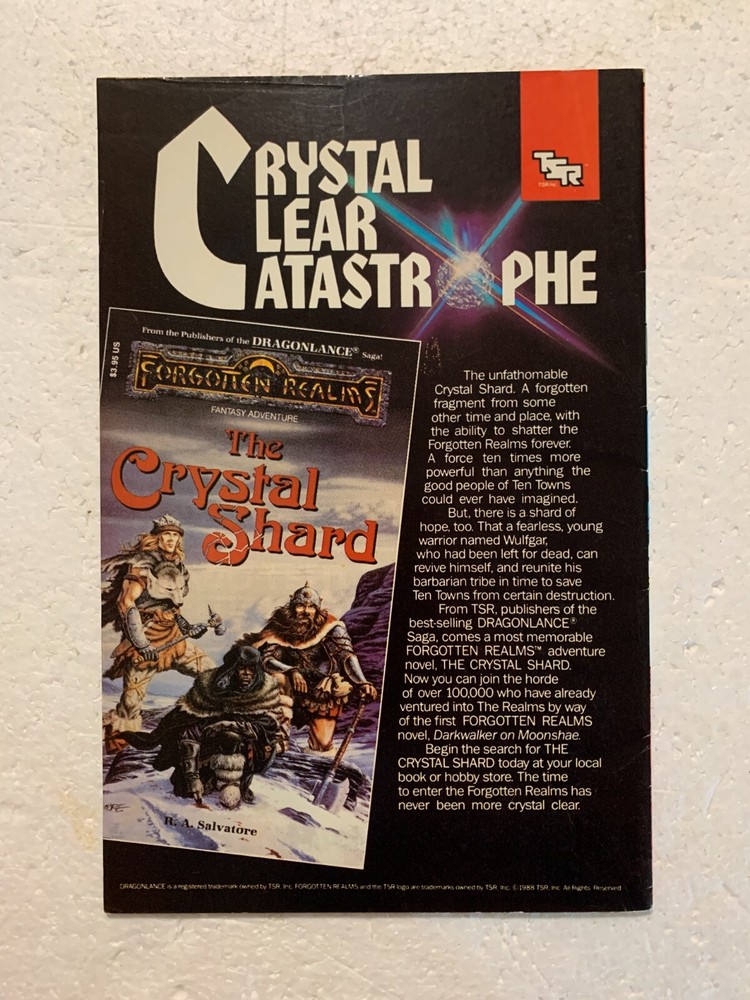 CRYSTAL
CLEAR
CATASTROPHE
TSR
TSR, Inc.
$3.95 US
From the Publishers of the DRAGONLANCE® Saga!
FORGOTTEN REALMS
FANTASY ADVENTURE
The
Crystal
Shard
R. A. Salvatore
The unfathomable
Crystal Shard. A forgotten
fragment from some
other time and place, with
the ability to shatter the
Forgotten Realms forever.
A force ten times more
powerful than anything the
good people of Ten Towns
could ever have imagined.
But, there is a shard of
hope, too. That a fearless, young
warrior named Wulfgar,
who had been left for dead, can
revive himself, and reunite his
barbarian tribe in time to save
Ten Towns from certain destruction.
From TSR, publishers of the
best-selling DRAGONLANCE®
Saga, comes a most memorable
FORGOTTEN REALMS™ adventure
novel, THE CRYSTAL SHARD.
Now you can join the horde
of over 100,000 who have already
ventured into The Realms by way
of the first FORGOTTEN REALMS
novel, Darkwalker on Moonshae.
Begin the search for THE
CRYSTAL SHARD today at your local
book or hobby store. The time
to enter the Forgotten Realms has
never been more crystal clear.
DRAGONLANCE is a registered trademark owned by TSR, Inc. FORGOTTEN REALMS and the TSR logo are trademarks owned by TSR, Inc. © 1988 TSR, Inc. All Rights Reserved